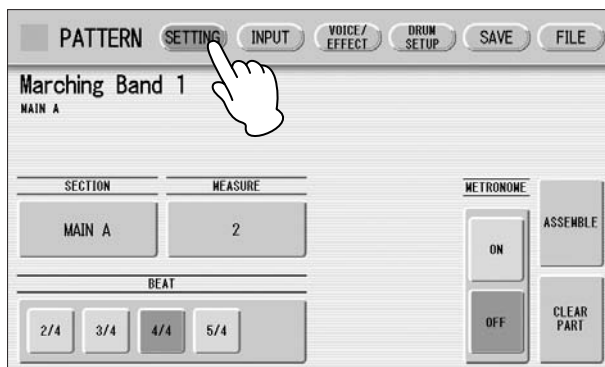 PATTERN SETTING INPUT VOICE/EFFECT DRUM SETUP SAVE FILE
Marching Band 1
MAIN A
SECTION MEASURE METRONOME
MAIN A 2 ON ASSEMBLE
BEAT
2/4 3/4 4/4 5/4 OFF CLEAR PART